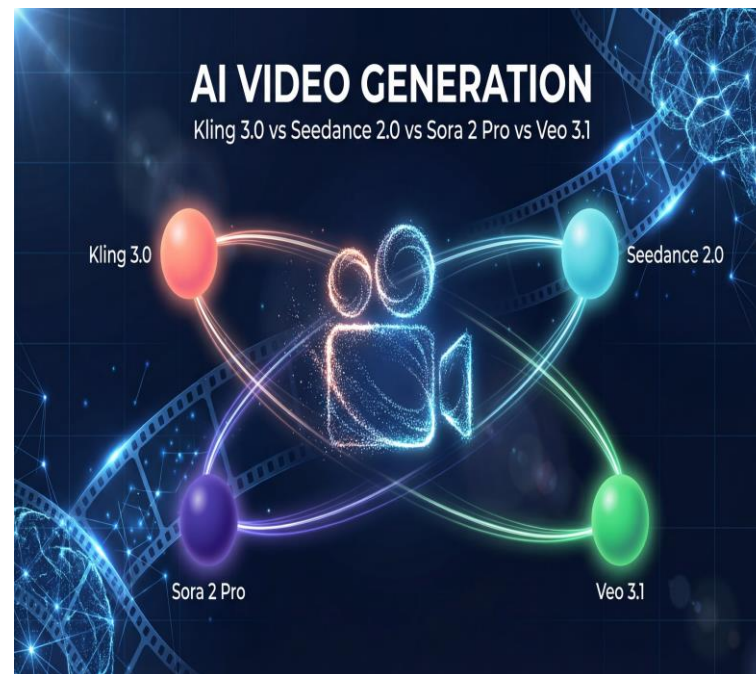 AI VIDEO GENERATION
Kling 3.0 vs Seedance 2.0 vs Sora 2 Pro vs Veo 3.1
Kling 3.0
Seedance 2.0
Sora 2 Pro
Veo 3.1